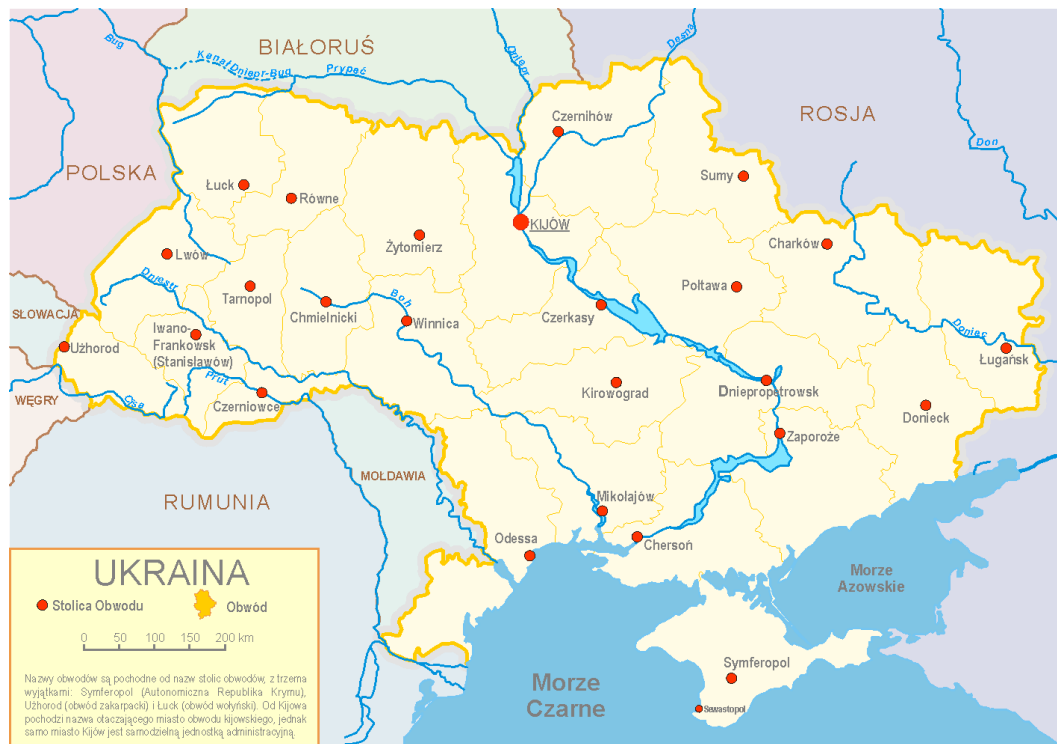 BIAŁORUŚ
Bug
Kanał Dniepr-Bug
Prypeć
Dniepr
Desna
ROSJA
Don
Czernihów
POLSKA
Łuck
Równe
Sumy
KIJÓW
Żytomierz
Charków
Lwów
Dniestr
Tarnopol
Połtawa
Boh
SŁOWACJA
Chmielnicki
Winnica
Czerkasy
Doniec
Iwano-
Frankowsk
(Stanisławów)
Użhorod
Ługańsk
Prut
WĘGRY
Cisa
Czerniowce
Kirowograd
Dniepropetrowsk
Donieck
Zaporoże
MOŁDAWIA
RUMUNIA
Mikołajów
Odessa
Chersoń
UKRAINA
Stolica Obwodu
Obwód
0 50 100 150 200 km
Morze
Azowskie
Nazwy obwodów są pochodne od nazw stolic obwodów, z trzema
wyjątkami: Symferopol (Autonomiczna Republika Krymu),
Użhorod (obwód zakarpacki) i Łuck (obwód wołyński). Od Kijowa
pochodzi nazwa otaczającego miasto obwodu kijowskiego, jednak
samo miasto Kijów jest samodzielną jednostką administracyjną.
Symferopol
Morze
Czarne
Sewastopol